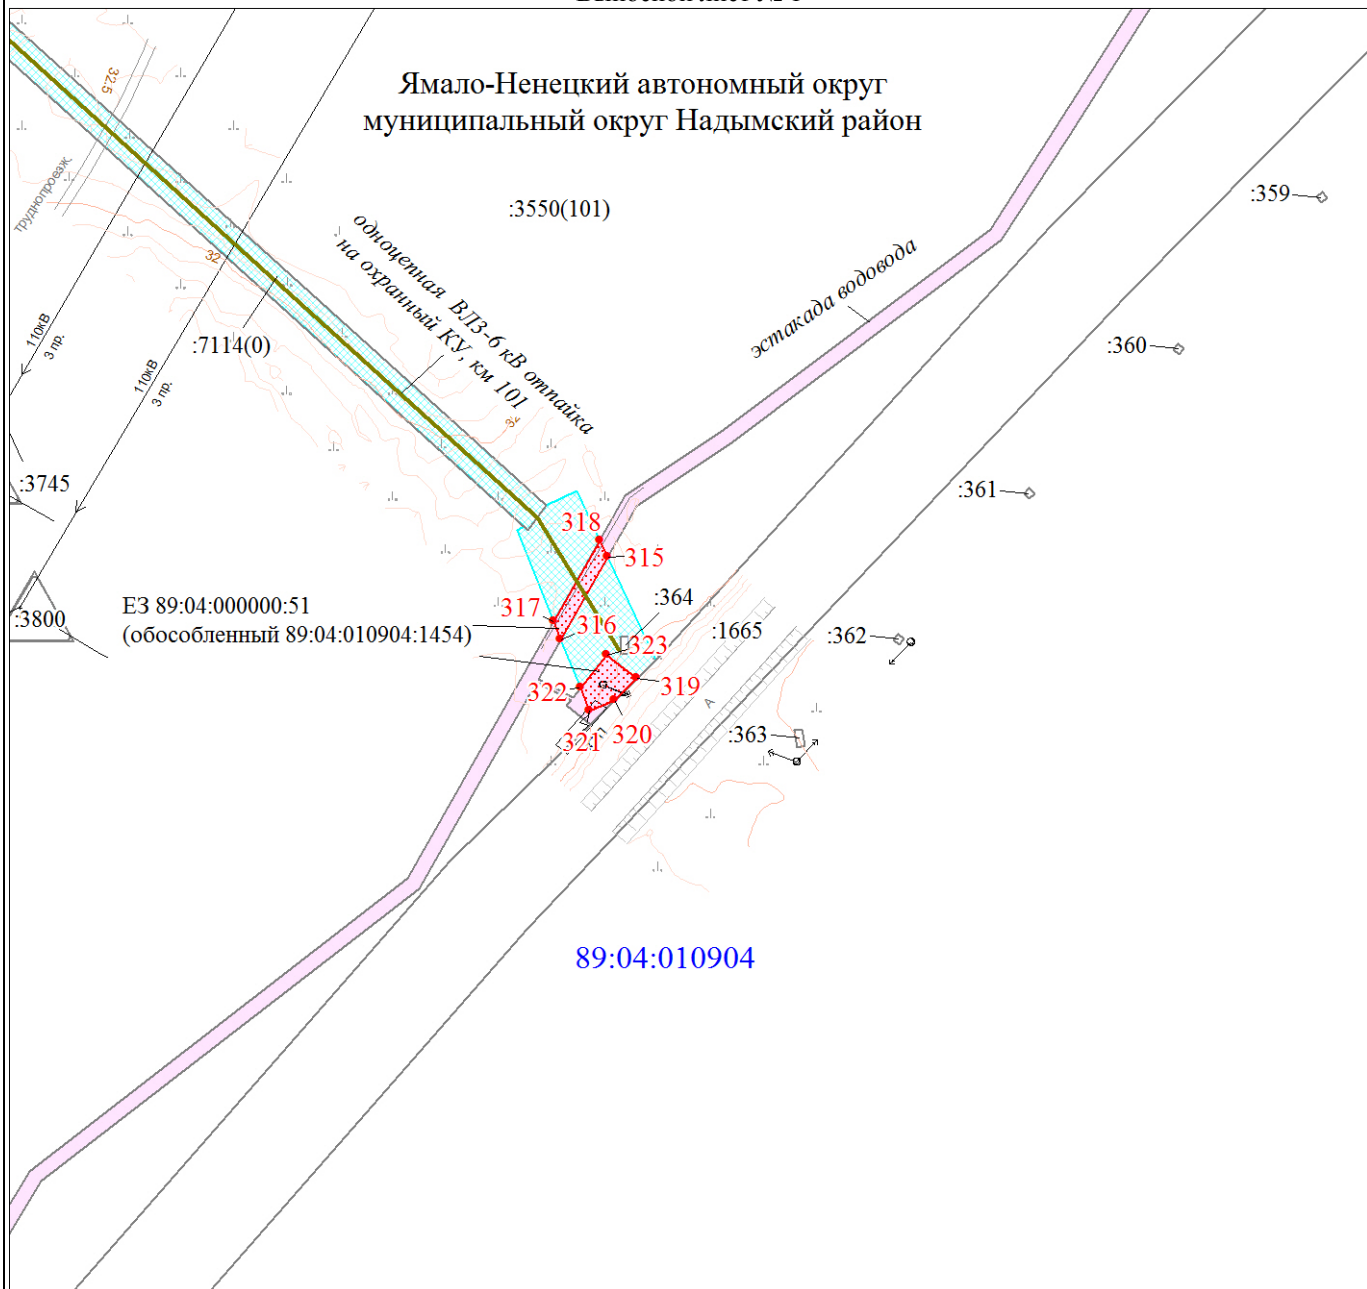 Ямало-Ненецкий автономный округ
муниципальный округ Надымский район
32.5
труднопроезж.
:3550(101)
:359
32
одноцепная ВЛЗ-6 кВ отпайка
на охранный КУ, км 101
эстакада водовода
110кВ
3 пр.
:7114(0)
:360
110кВ
3 пр.
32
:3745
:361
318
315
ЕЗ 89:04:000000:51
(обособленный 89:04:010904:1454)
:3800
317
316
:364
:1665
:362
323
322
319
А
321
320
:363
89:04:010904